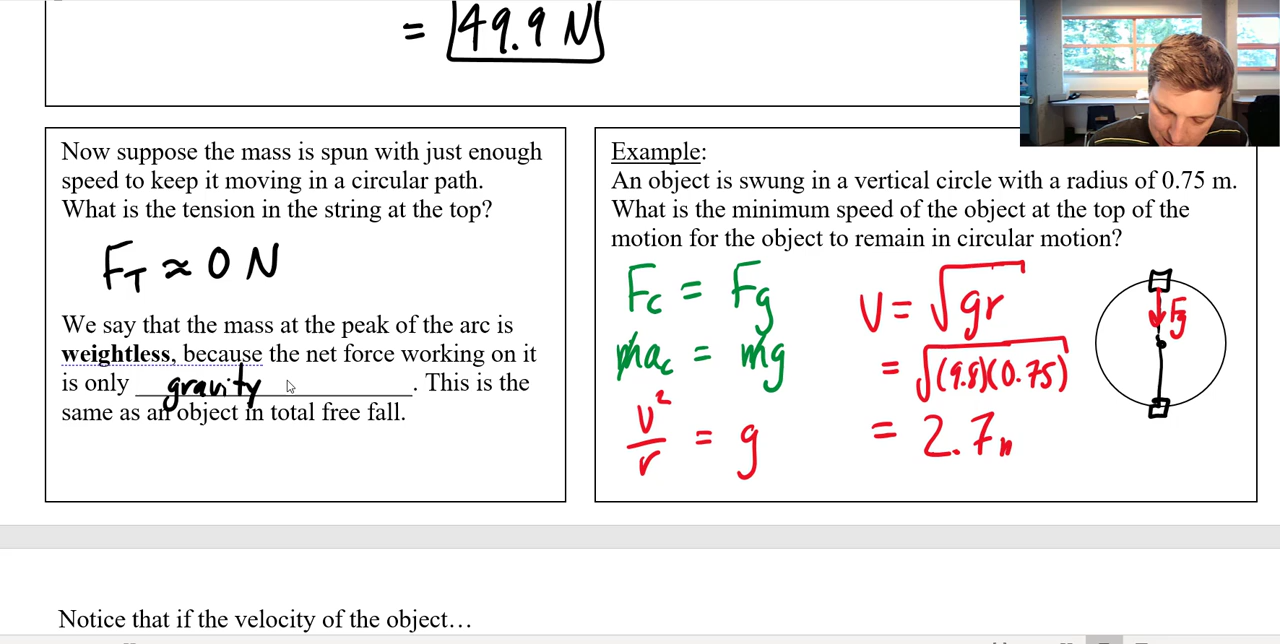 = 49.9 N
Now suppose the mass is spun with just enough
speed to keep it moving in a circular path.
What is the tension in the string at the top?
F_T ≈ 0 N
We say that the mass at the peak of the arc is
weightless, because the net force working on it
is only gravity. This is the
same as an object in total free fall.
Example:
An object is swung in a vertical circle with a radius of 0.75 m.
What is the minimum speed of the object at the top of the
motion for the object to remain in circular motion?
Fc = Fg
mac = mg
v²/r = g
v = √gr
= √(9.8)(0.75)
= 2.7m
Fg
Notice that if the velocity of the object…